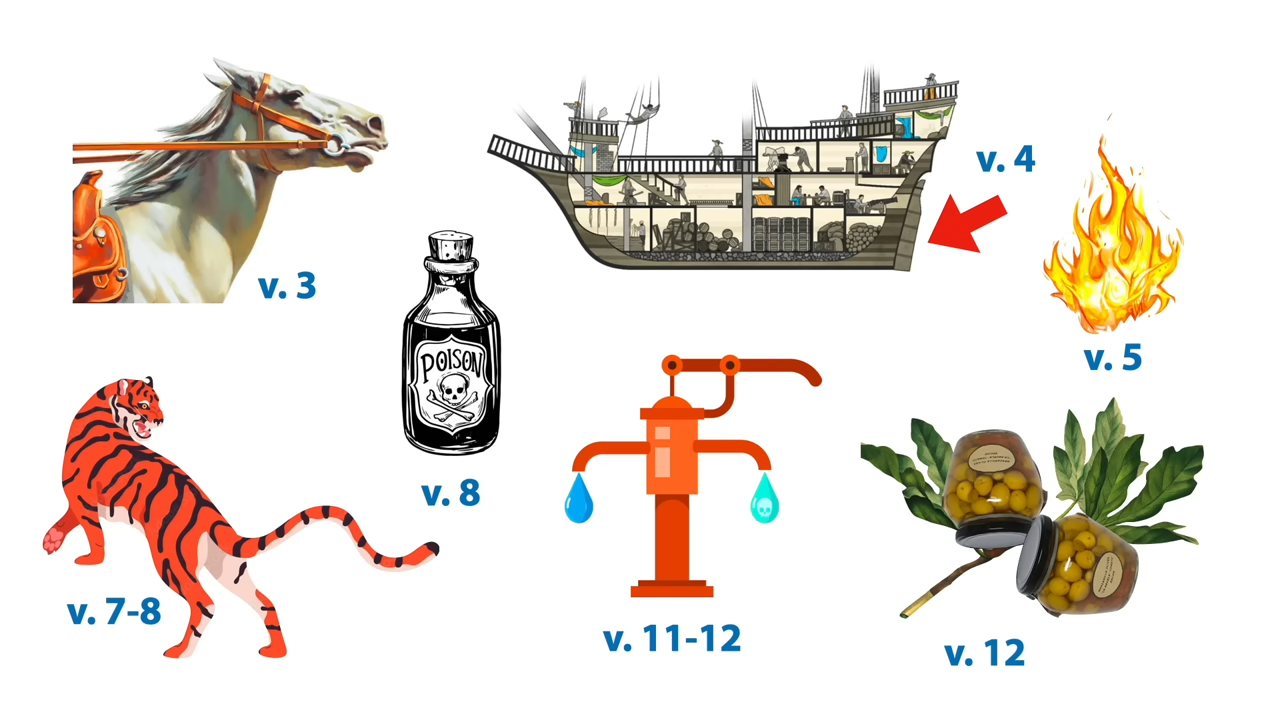 v. 3
v. 4
v. 5
POISON
v. 8
v. 7-8
v. 11-12
v. 12